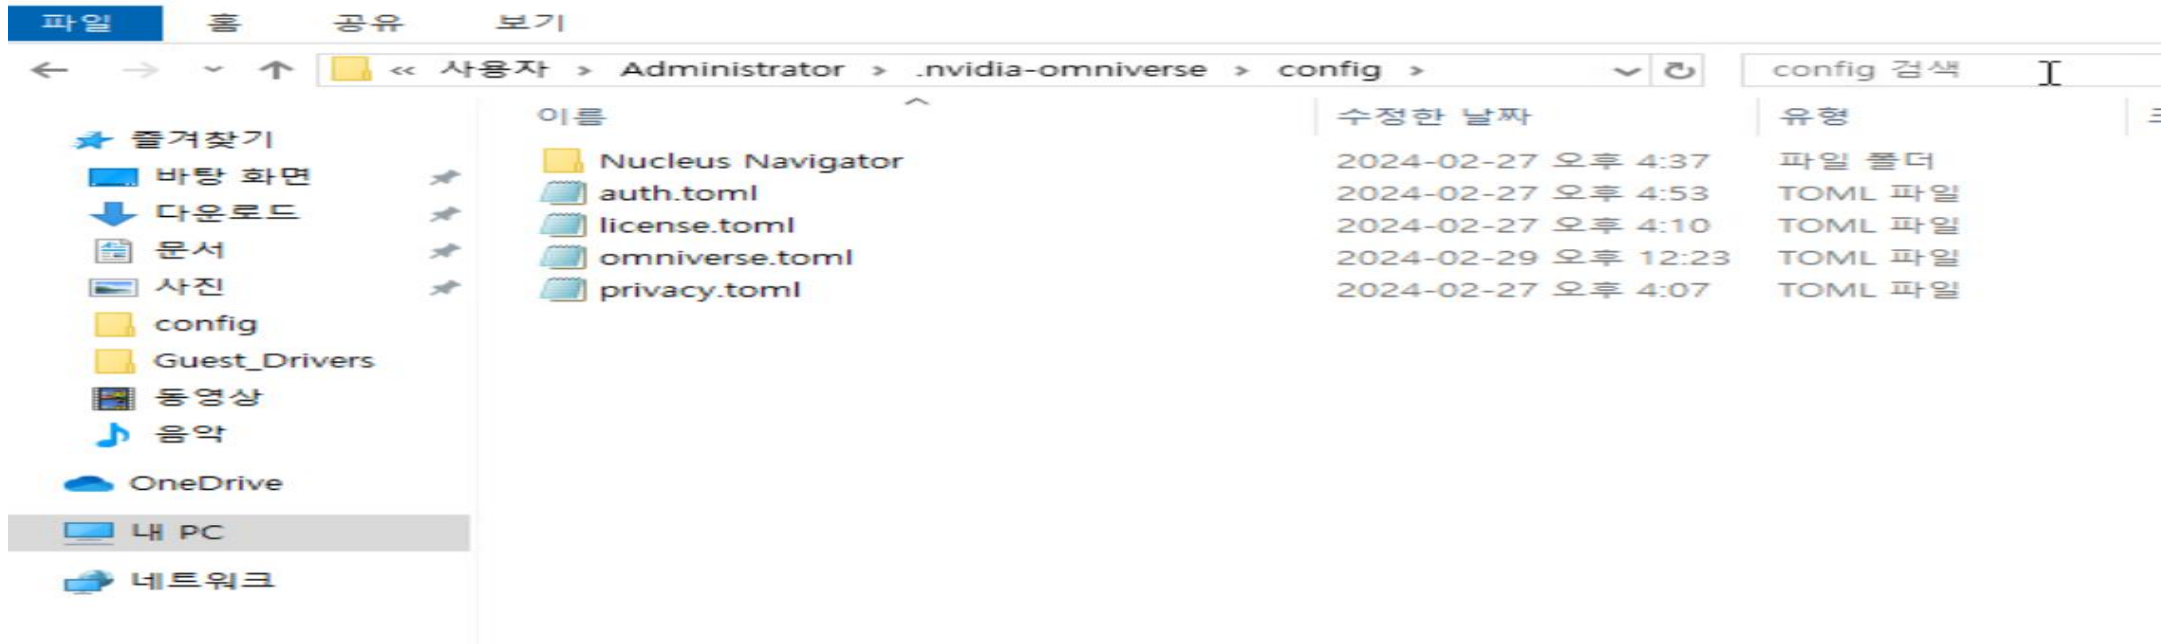 파일 홈 공유 보기
« 사용자 > Administrator > .nvidia-omniverse > config > config 검색
이름 수정한 날짜 유형
즐겨찾기
바탕 화면
다운로드
문서
사진
config
Guest_Drivers
동영상
음악
OneDrive
내 PC
네트워크
Nucleus Navigator 2024-02-27 오후 4:37 파일 폴더
auth.toml 2024-02-27 오후 4:53 TOML 파일
license.toml 2024-02-27 오후 4:10 TOML 파일
omniverse.toml 2024-02-29 오후 12:23 TOML 파일
privacy.toml 2024-02-27 오후 4:07 TOML 파일